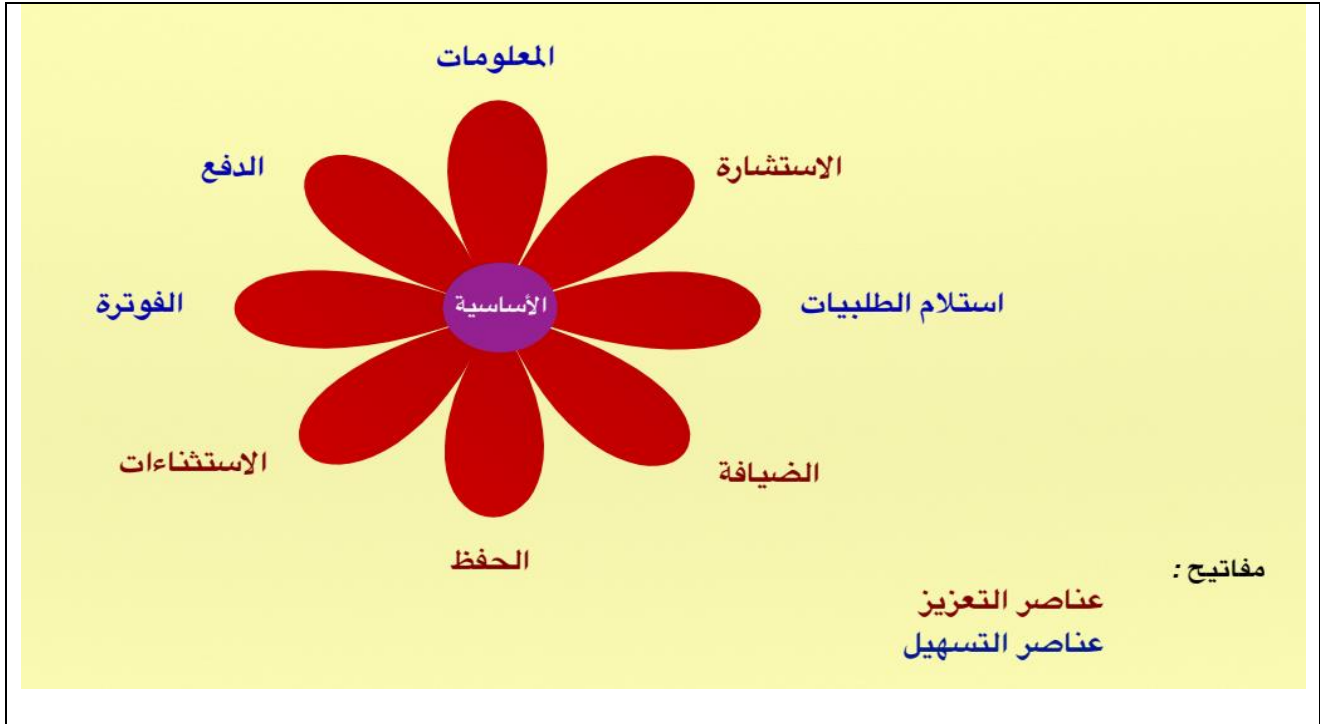 المعلومات
الاستشارة
الدفع
استلام الطلبيات
الأساسية
الفوترة
الضيافة
الاستثناءات
الحفظ
مفاتيح :
عناصر التعزيز
عناصر التسهيل